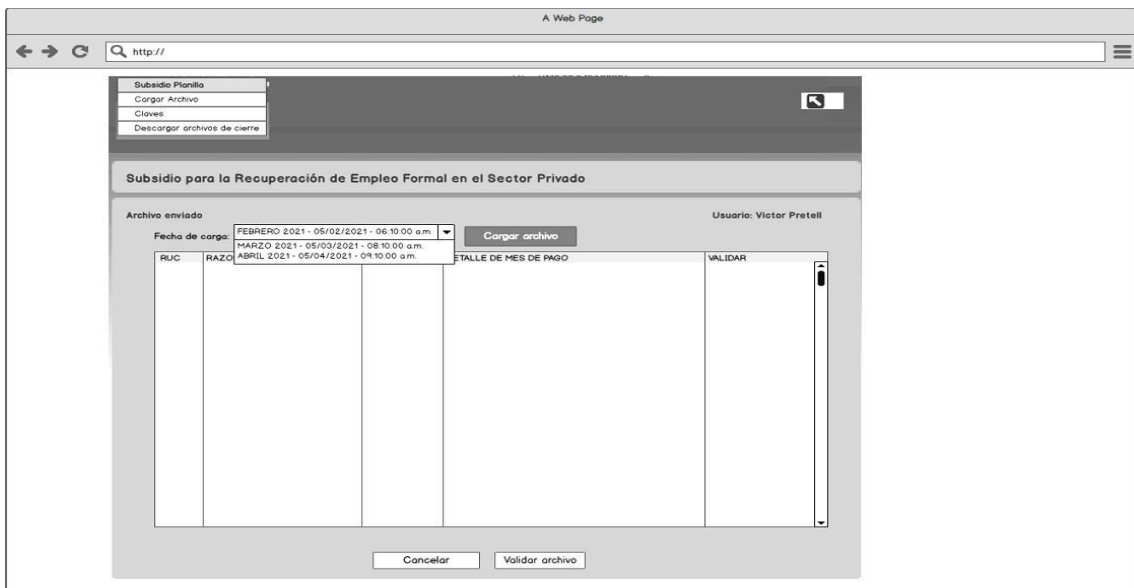 A Web Page
http://
Subsidio Planilla
Cargar Archivo
Claves
Descargar archivos de cierre
Subsidio para la Recuperación de Empleo Formal en el Sector Privado
Archivo enviado
Usuario: Victor Pretell
Fecha de carga: FEBRERO 2021 - 05/02/2021 - 06:10:00 a.m. Cargar archivo
MARZO 2021 - 05/03/2021 - 08:10:00 a.m.
ABRIL 2021 - 05/04/2021 - 09:10:00 a.m.
RUC RAZO ETALLE DE MES DE PAGO VALIDAR
Cancelar Validar archivo